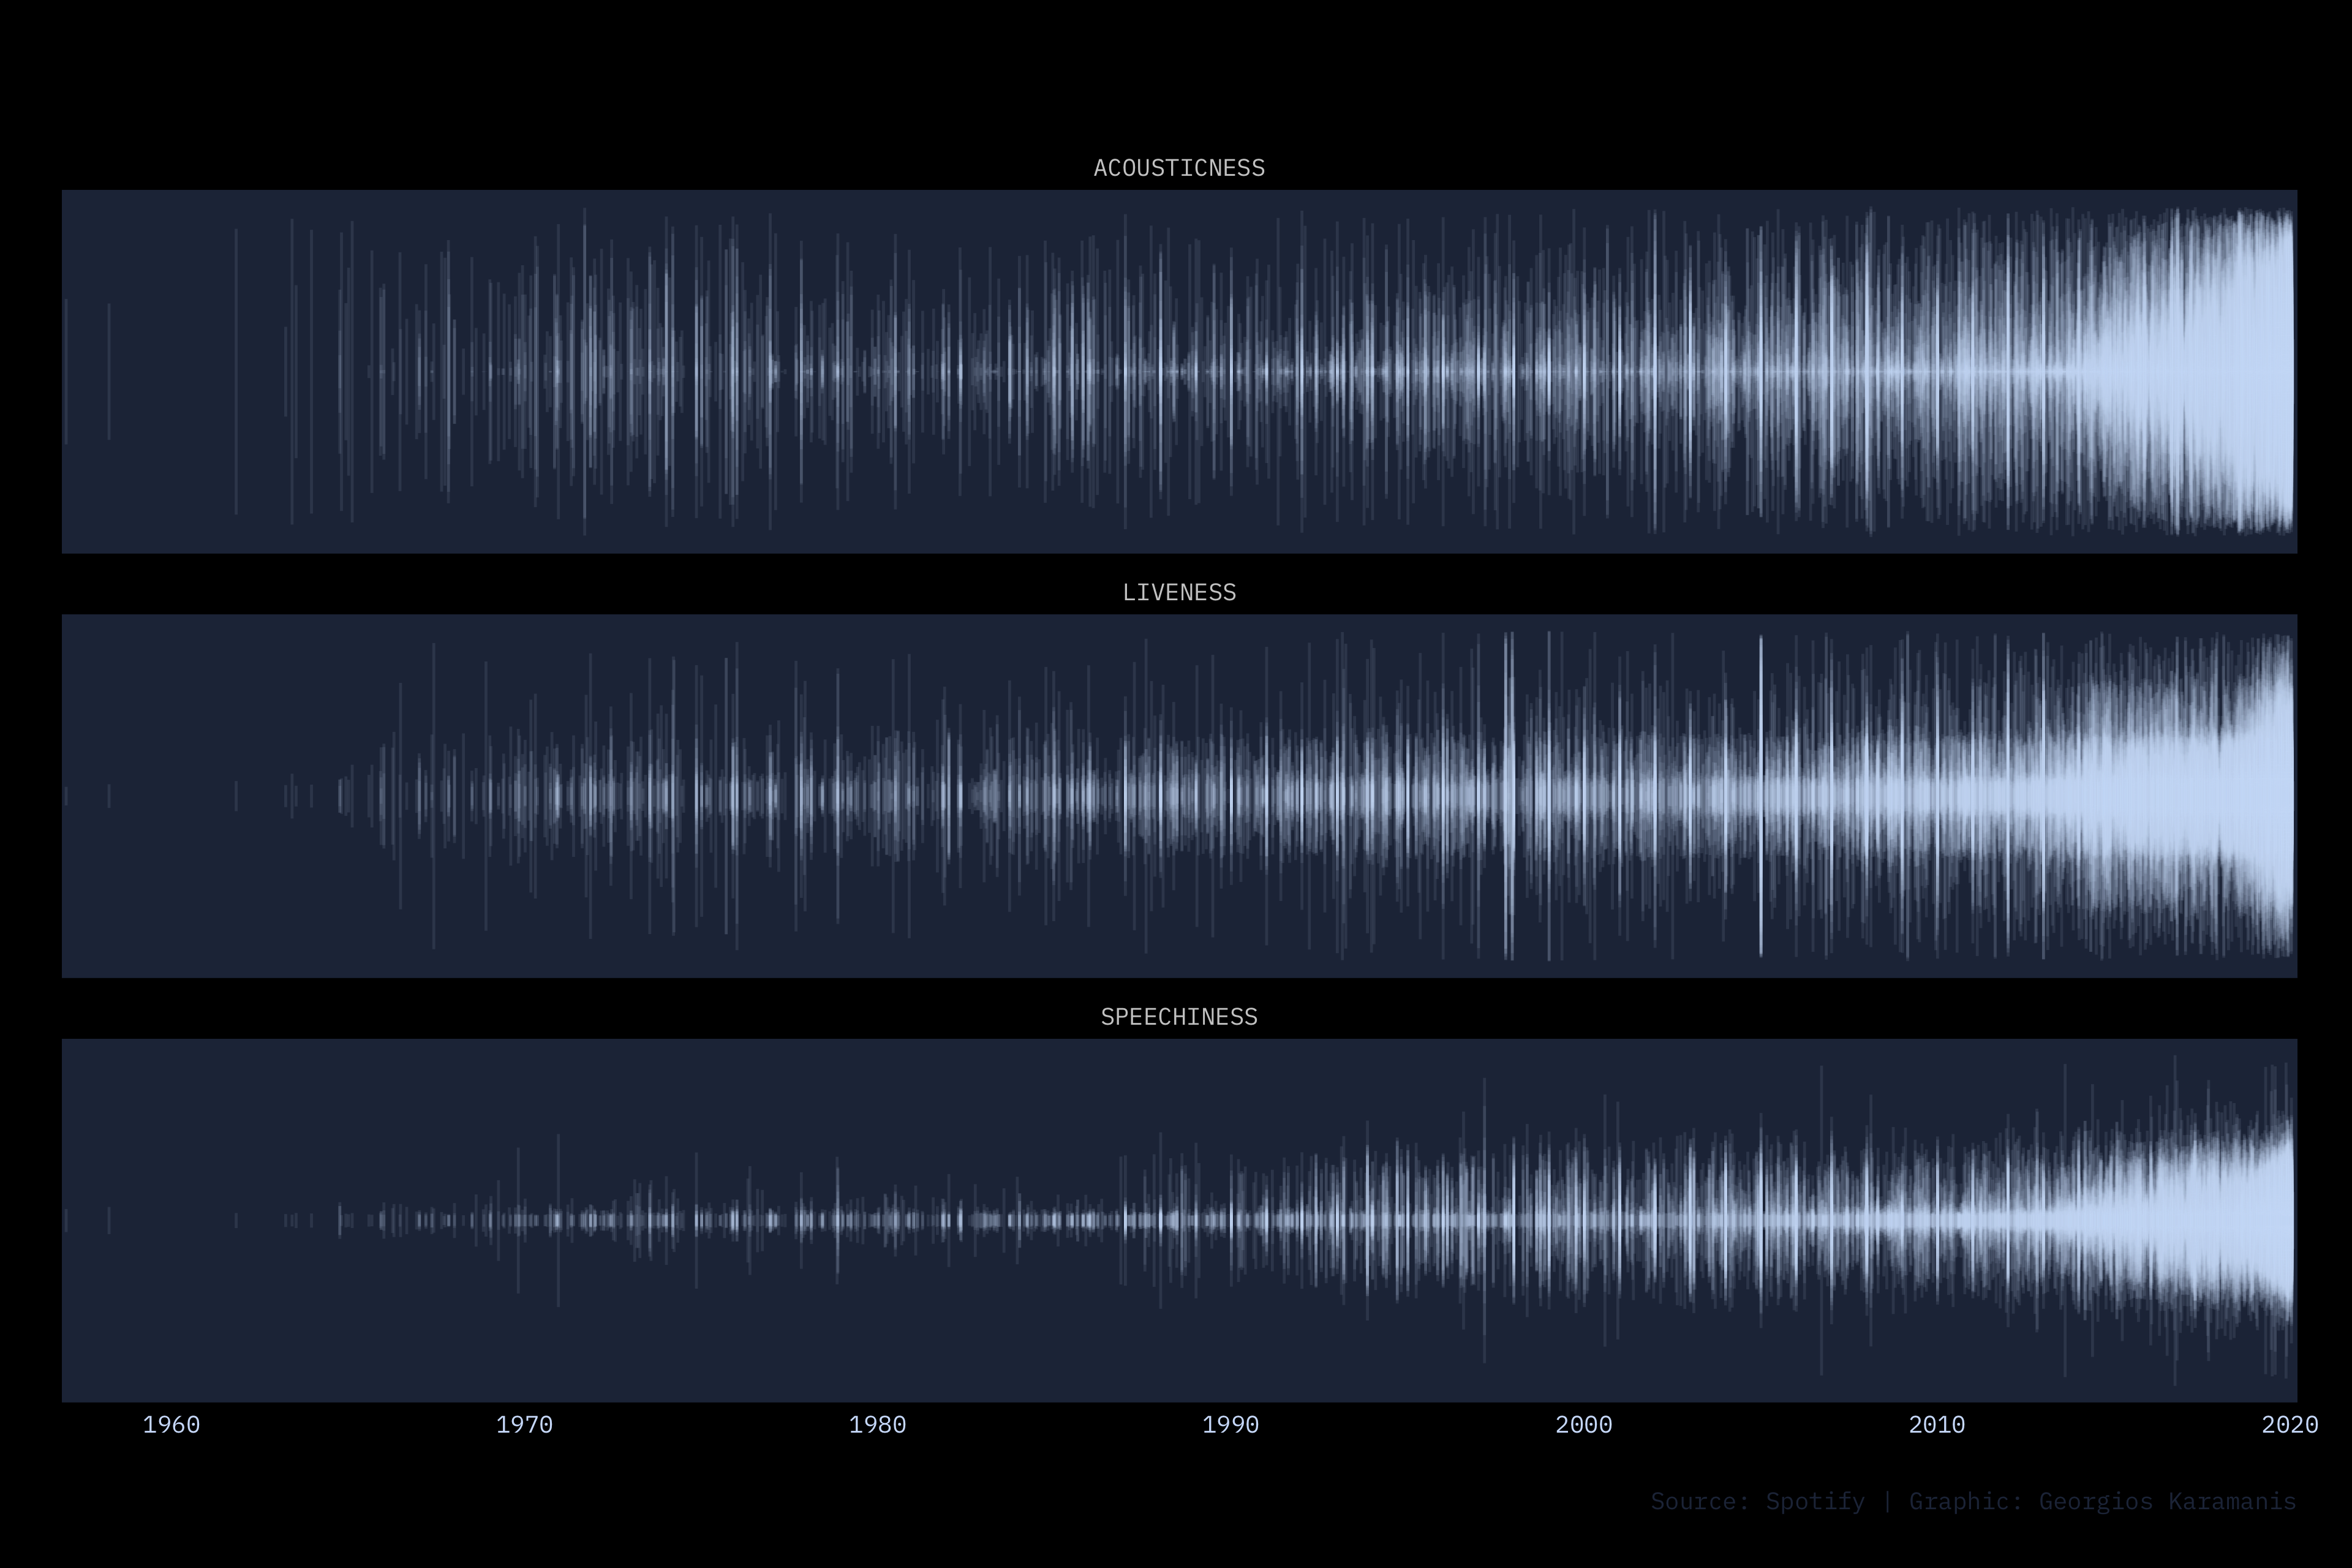 ACOUSTICNESS
LIVENESS
SPEECHINESS
1960 1970 1980 1990 2000 2010 2020
Source: Spotify | Graphic: Georgios Karamanis